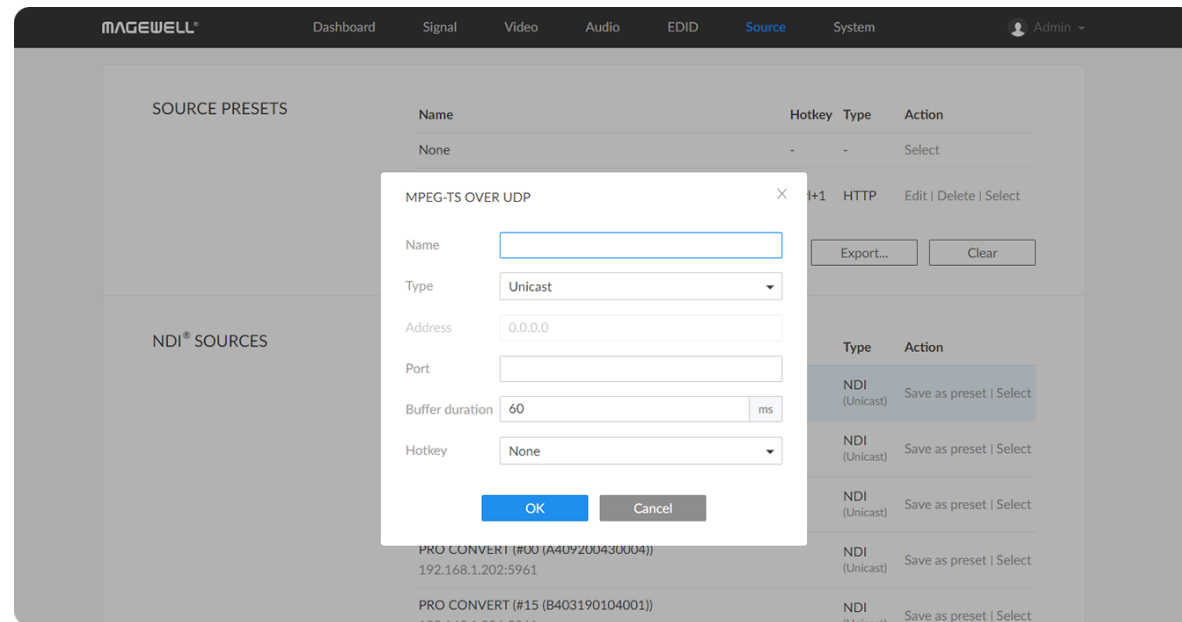 MAGEWELL® Dashboard Signal Video Audio EDID Source System Admin
SOURCE PRESETS
Name Hotkey Type Action
None - - Select
l+1 HTTP Edit | Delete | Select
Export... Clear
MPEG-TS OVER UDP
Name
Type Unicast
Address 0.0.0.0
Port
Buffer duration 60 ms
Hotkey None
OK Cancel
NDI® SOURCES
Type Action
NDI
(Unicast) Save as preset | Select
NDI
(Unicast) Save as preset | Select
NDI
(Unicast) Save as preset | Select
PRO CONVERT (#00 (A409200430004)) NDI
192.168.1.202:5961 (Unicast) Save as preset | Select
PRO CONVERT (#15 (B403190104001)) NDI
Save as preset | Select